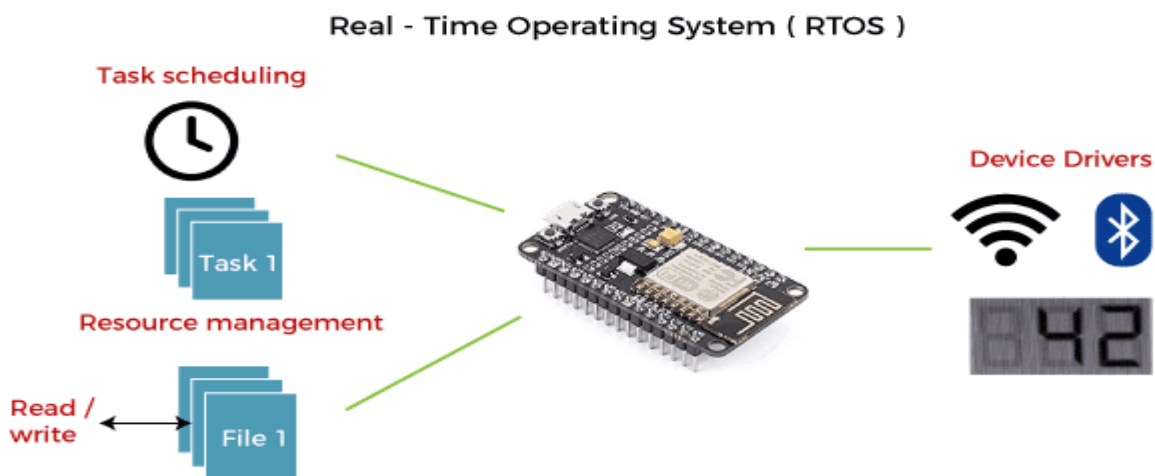 Real - Time Operating System ( RTOS )
Task scheduling
Task 1
Resource management
Read /
write
File 1
Device Drivers
42